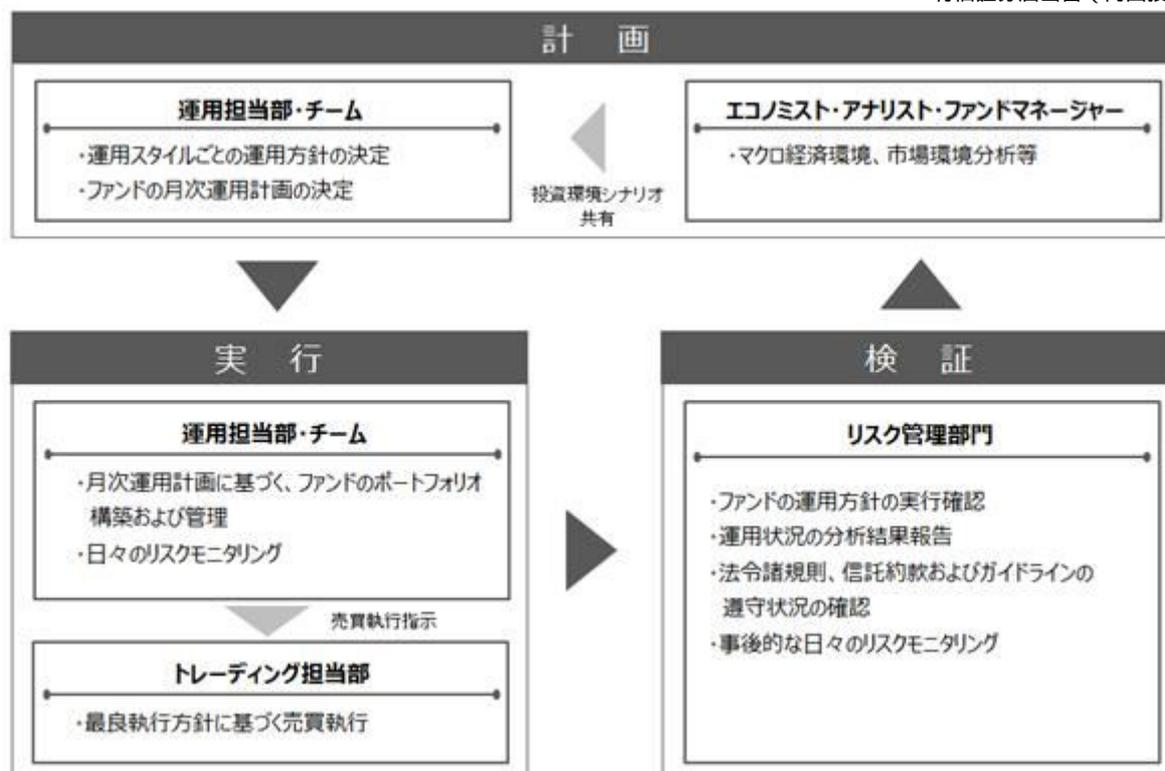 計 画
運用担当部・チーム
・運用スタイルごとの運用方針の決定
・ファンドの月次運用計画の決定
投資環境シナリオ
共有
エコノミスト・アナリスト・ファンドマネージャー
・マクロ経済環境、市場環境分析等
実 行
運用担当部・チーム
・月次運用計画に基づく、ファンドのポートフォリオ
構築および管理
・日々のリスクモニタリング
売買執行指示
トレーディング担当部
・最良執行方針に基づく売買執行
検 証
リスク管理部門
・ファンドの運用方針の実行確認
・運用状況の分析結果報告
・法令諸規則、信託約款およびガイドラインの
遵守状況の確認
・事後的な日々のリスクモニタリング